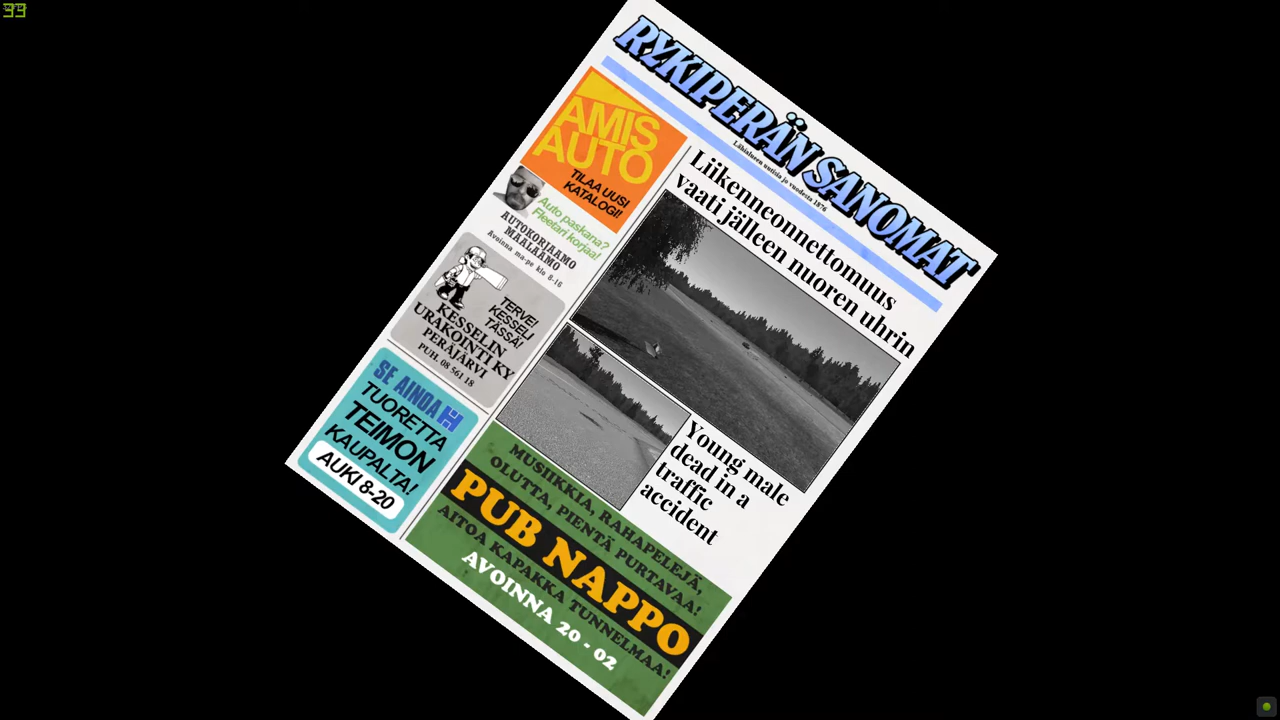 33
RYKIPERÄN SANOMAT
Lähialueen uutisia jo vuodesta 1876
AMIS
AUTO
TILAA UUSI
KATALOGI!
Auto paskana?
Fleetari korjaa!
AUTOKORJAAMO
MAALAAMO
Avoinna ma-pe klo 8-16
TERVE!
KESSELI
TÄSSÄ!
KESSELIN
URAKOINTI KY
PERÄJÄRVI
PUH. 08 561 18
SE AINOA H
TUORETTA
TEIMON
KAUPALTA!
AUKI 8-20
Liikenneonnettomuus
vaati jälleen nuoren uhrin
Young male
dead in a
traffic
accident
MUSIIKKIA, RAHAPELEJÄ,
OLUTTA, PIENTÄ PURTAVAA!
PUB NAPPO
AITOA KAPAKKA TUNNELMAA!
AVOINNA 20 - 02